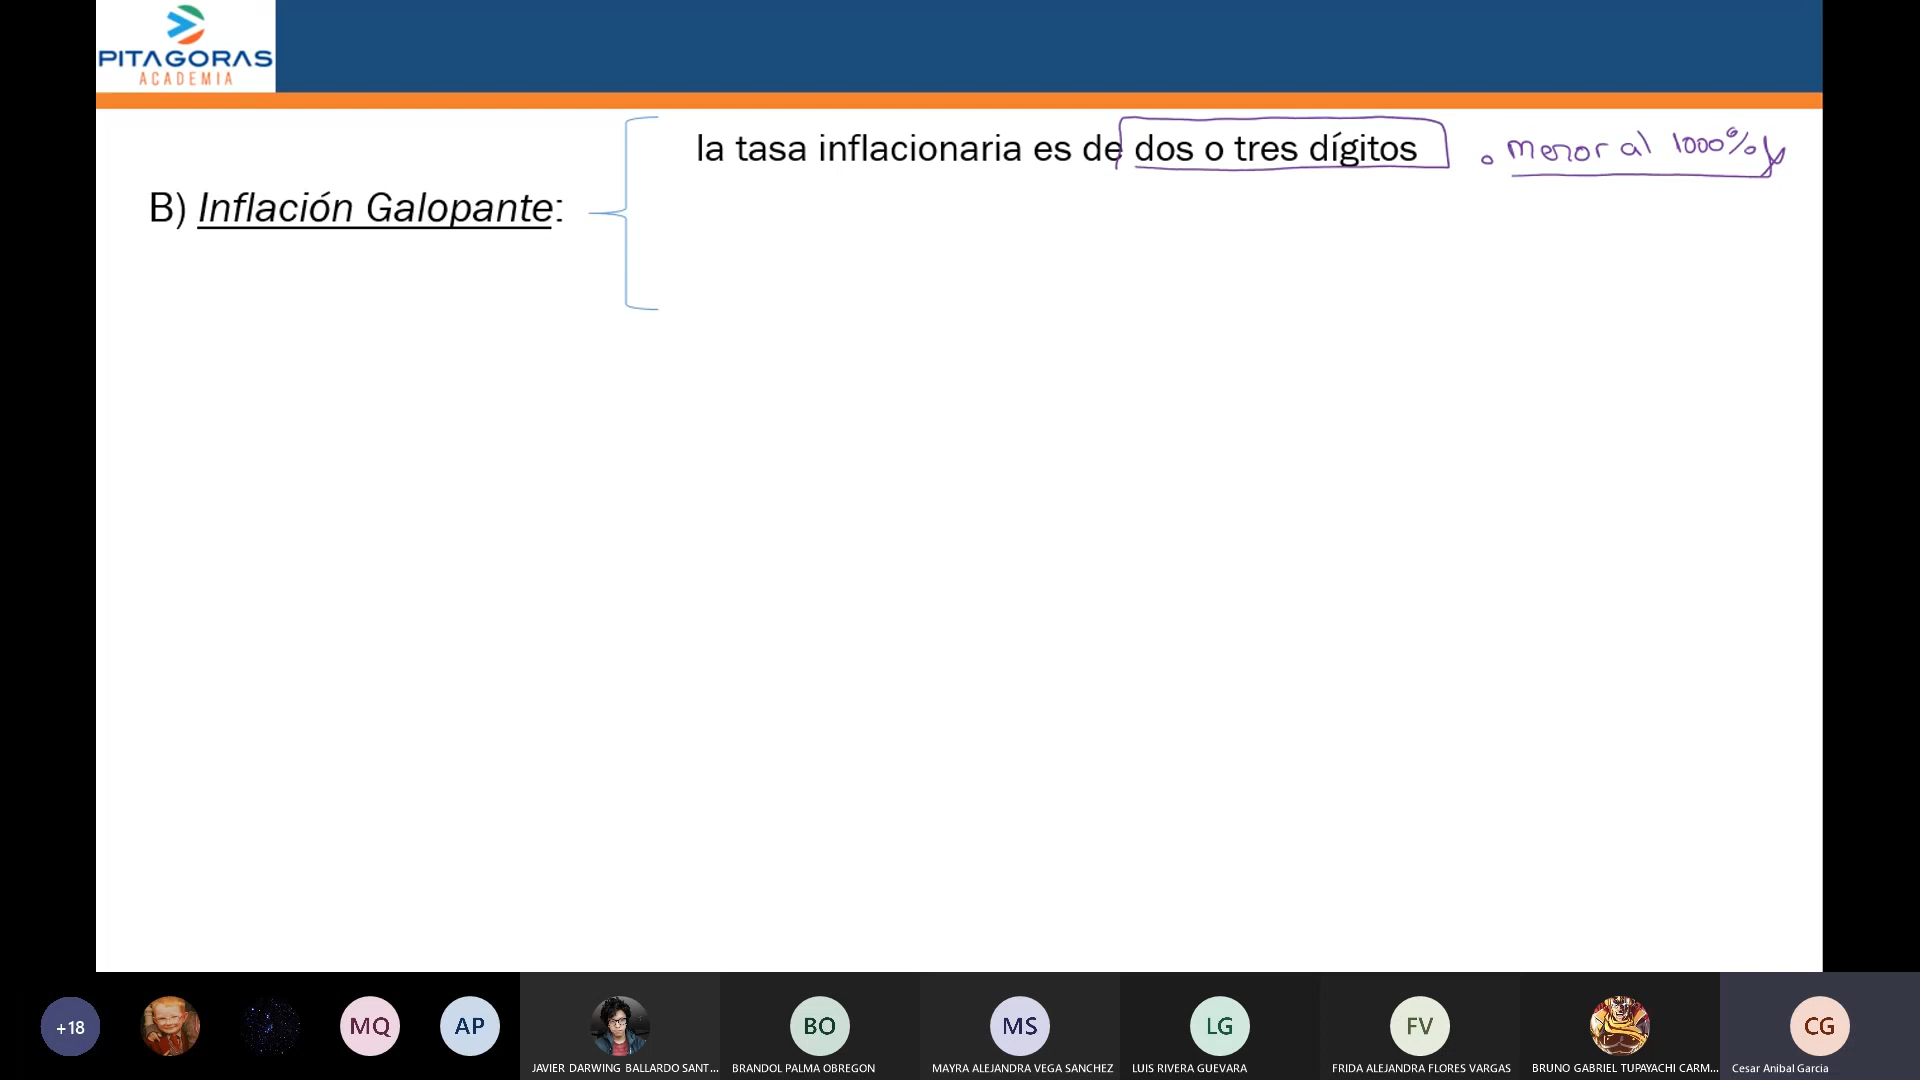 PITAGORAS
ACADEMIA
la tasa inflacionaria es de dos o tres dígitos
menor al 1000%
B) Inflación Galopante:
+18
MQ
AP
JAVIER DARWING BALLARDO SANT...
BO
BRANDOL PALMA OBREGON
MS
MAYRA ALEJANDRA VEGA SANCHEZ
LG
LUIS RIVERA GUEVARA
FV
FRIDA ALEJANDRA FLORES VARGAS
BRUNO GABRIEL TUPAYACHI CARM...
CG
Cesar Anibal Garcia